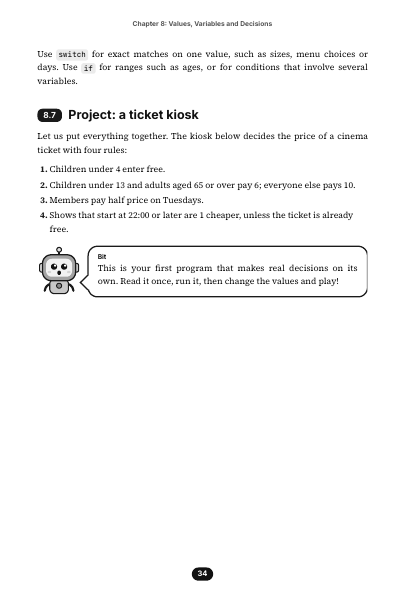 Chapter 8: Values, Variables and Decisions
Use switch for exact matches on one value, such as sizes, menu choices or
days. Use if for ranges such as ages, or for conditions that involve several
variables.
8.7 Project: a ticket kiosk
Let us put everything together. The kiosk below decides the price of a cinema
ticket with four rules:
1. Children under 4 enter free.
2. Children under 13 and adults aged 65 or over pay 6; everyone else pays 10.
3. Members pay half price on Tuesdays.
4. Shows that start at 22:00 or later are 1 cheaper, unless the ticket is already
free.
Bit
This is your first program that makes real decisions on its
own. Read it once, run it, then change the values and play!
34